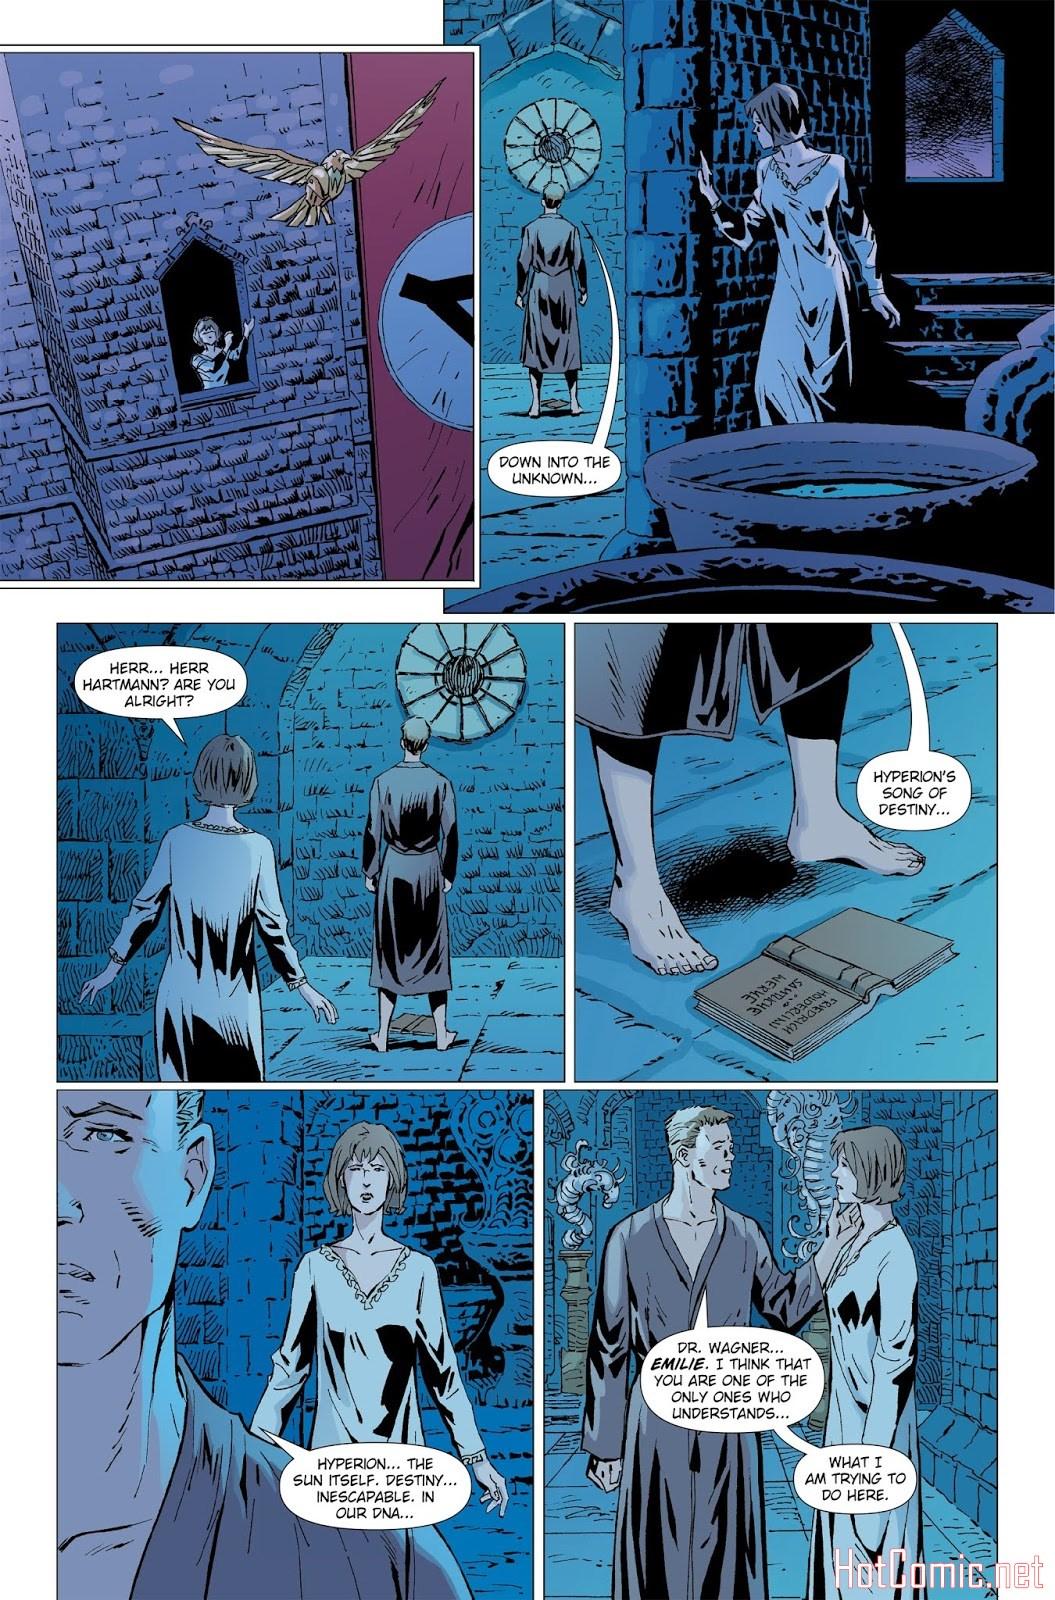 DOWN INTO THE
UNKNOWN...
HERR... HERR
HARTMANN? ARE YOU
ALRIGHT?
HYPERION'S
SONG OF
DESTINY...
FRIEDRICH
HOLDERLIN
SAMTLICHE
WERKE
HYPERION... THE
SUN ITSELF. DESTINY...
INESCAPABLE. IN
OUR DNA...
DR. WAGNER...
EMILIE. I THINK THAT
YOU ARE ONE OF THE
ONLY ONES WHO
UNDERSTANDS...
WHAT I
AM TRYING TO
DO HERE.
HotComic.net